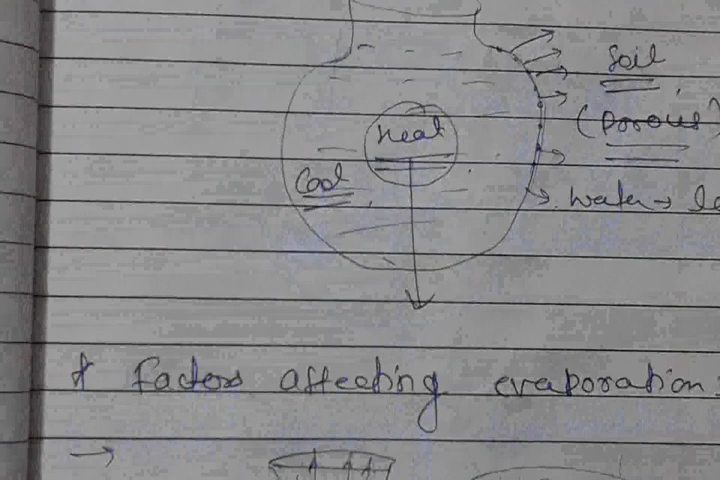 Soil
Heat (porous)
Cool water →
* Factors affecting evaporation:
→